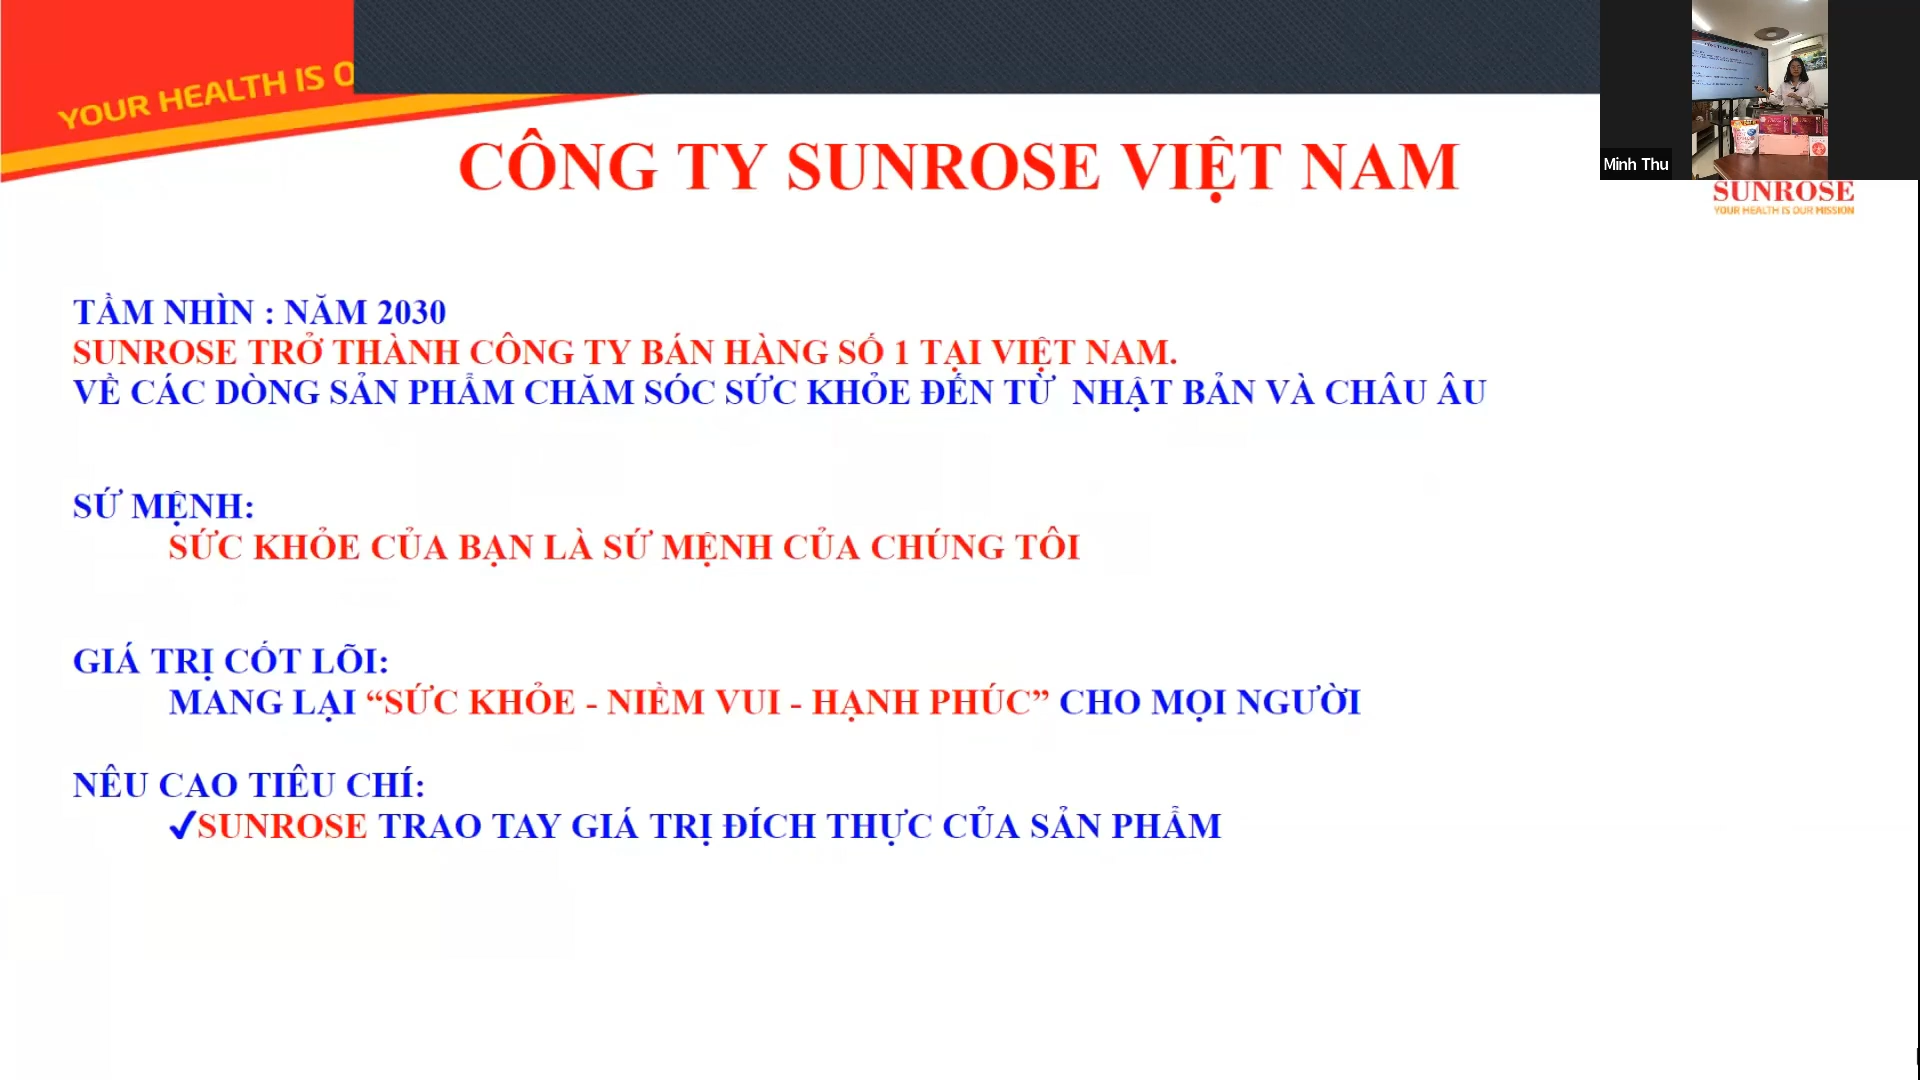 YOUR HEALTH IS O
CÔNG TY SUNROSE VIỆT NAM
Minh Thu
SUNROSE
YOUR HEALTH IS OUR MISSION
TẦM NHÌN : NĂM 2030
SUNROSE TRỞ THÀNH CÔNG TY BÁN HÀNG SỐ 1 TẠI VIỆT NAM.
VỀ CÁC DÒNG SẢN PHẨM CHĂM SÓC SỨC KHỎE ĐẾN TỪ NHẬT BẢN VÀ CHÂU ÂU
SỨ MỆNH:
SỨC KHỎE CỦA BẠN LÀ SỨ MỆNH CỦA CHÚNG TÔI
GIÁ TRỊ CỐT LÕI:
MANG LẠI “SỨC KHỎE - NIỀM VUI - HẠNH PHÚC” CHO MỌI NGƯỜI
NÊU CAO TIÊU CHÍ:
✓SUNROSE TRAO TAY GIÁ TRỊ ĐÍCH THỰC CỦA SẢN PHẨM